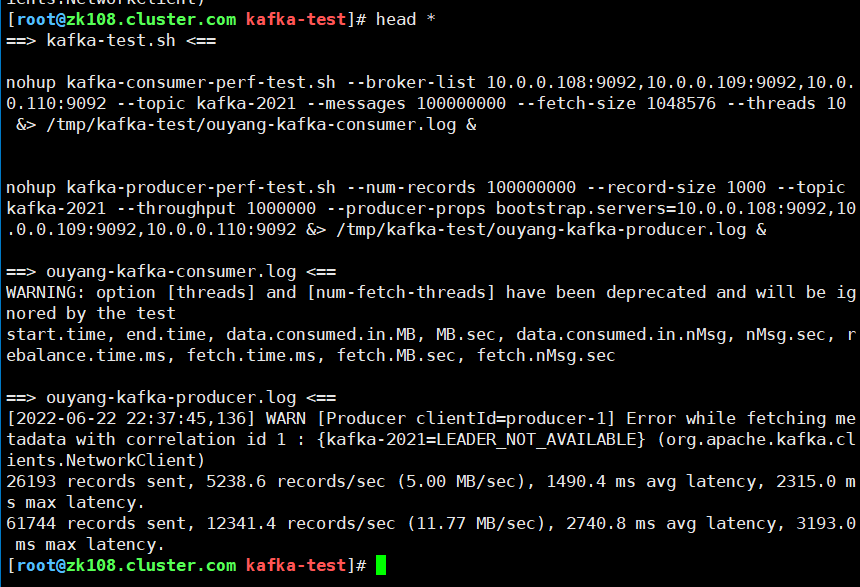 ients.NetworkClient)
[root@zk108.cluster.com kafka-test]# head *
==> kafka-test.sh <==
nohup kafka-consumer-perf-test.sh --broker-list 10.0.0.108:9092,10.0.0.109:9092,10.0.
0.110:9092 --topic kafka-2021 --messages 100000000 --fetch-size 1048576 --threads 10
 &> /tmp/kafka-test/ouyang-kafka-consumer.log &
nohup kafka-producer-perf-test.sh --num-records 100000000 --record-size 1000 --topic
kafka-2021 --throughput 1000000 --producer-props bootstrap.servers=10.0.0.108:9092,10
.0.0.109:9092,10.0.0.110:9092 &> /tmp/kafka-test/ouyang-kafka-producer.log &
==> ouyang-kafka-consumer.log <==
WARNING: option [threads] and [num-fetch-threads] have been deprecated and will be ig
nored by the test
start.time, end.time, data.consumed.in.MB, MB.sec, data.consumed.in.nMsg, nMsg.sec, r
ebalance.time.ms, fetch.time.ms, fetch.MB.sec, fetch.nMsg.sec
==> ouyang-kafka-producer.log <==
[2022-06-22 22:37:45,136] WARN [Producer clientId=producer-1] Error while fetching me
tadata with correlation id 1 : {kafka-2021=LEADER_NOT_AVAILABLE} (org.apache.kafka.cl
ients.NetworkClient)
26193 records sent, 5238.6 records/sec (5.00 MB/sec), 1490.4 ms avg latency, 2315.0 m
s max latency.
61744 records sent, 12341.4 records/sec (11.77 MB/sec), 2740.8 ms avg latency, 3193.0
 ms max latency.
[root@zk108.cluster.com kafka-test]#